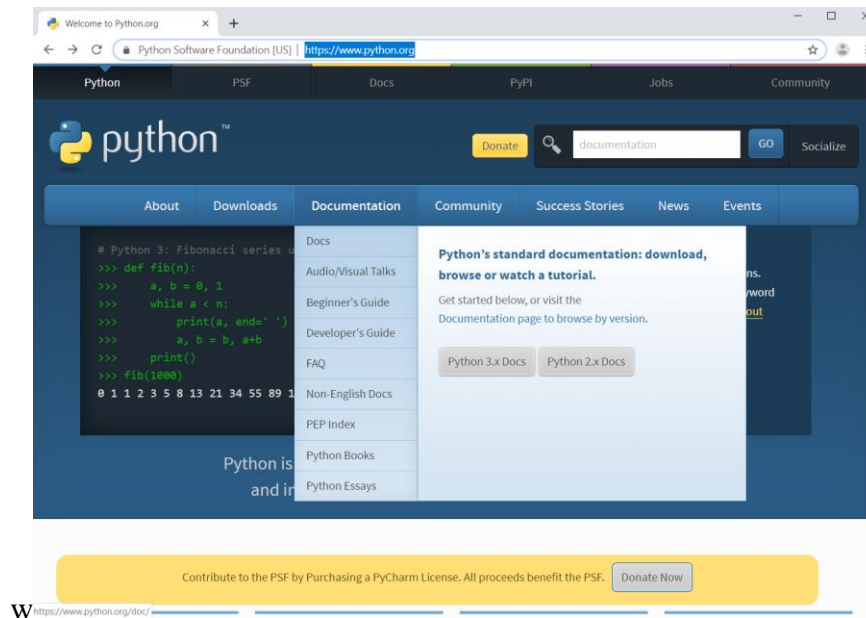 Welcome to Python.org
Python Software Foundation [US] | https://www.python.org
Python PSF Docs PyPI Jobs Community
python™
Donate documentation GO Socialize
About Downloads Documentation Community Success Stories News Events
# Python 3: Fibonacci series u
>>> def fib(n):
>>> a, b = 0, 1
>>> while a < n:
>>> print(a, end=' ')
>>> a, b = b, a+b
>>> print()
>>> fib(1000)
0 1 1 2 3 5 8 13 21 34 55 89 1
Docs
Audio/Visual Talks
Beginner's Guide
Developer's Guide
FAQ
Non-English Docs
PEP Index
Python Books
Python Essays
Python's standard documentation: download,
browse or watch a tutorial.
Get started below, or visit the
Documentation page to browse by version.
Python 3.x Docs Python 2.x Docs
ns.
yword
out
Python is
and in
Contribute to the PSF by Purchasing a PyCharm License. All proceeds benefit the PSF. Donate Now
W https://www.python.org/doc/